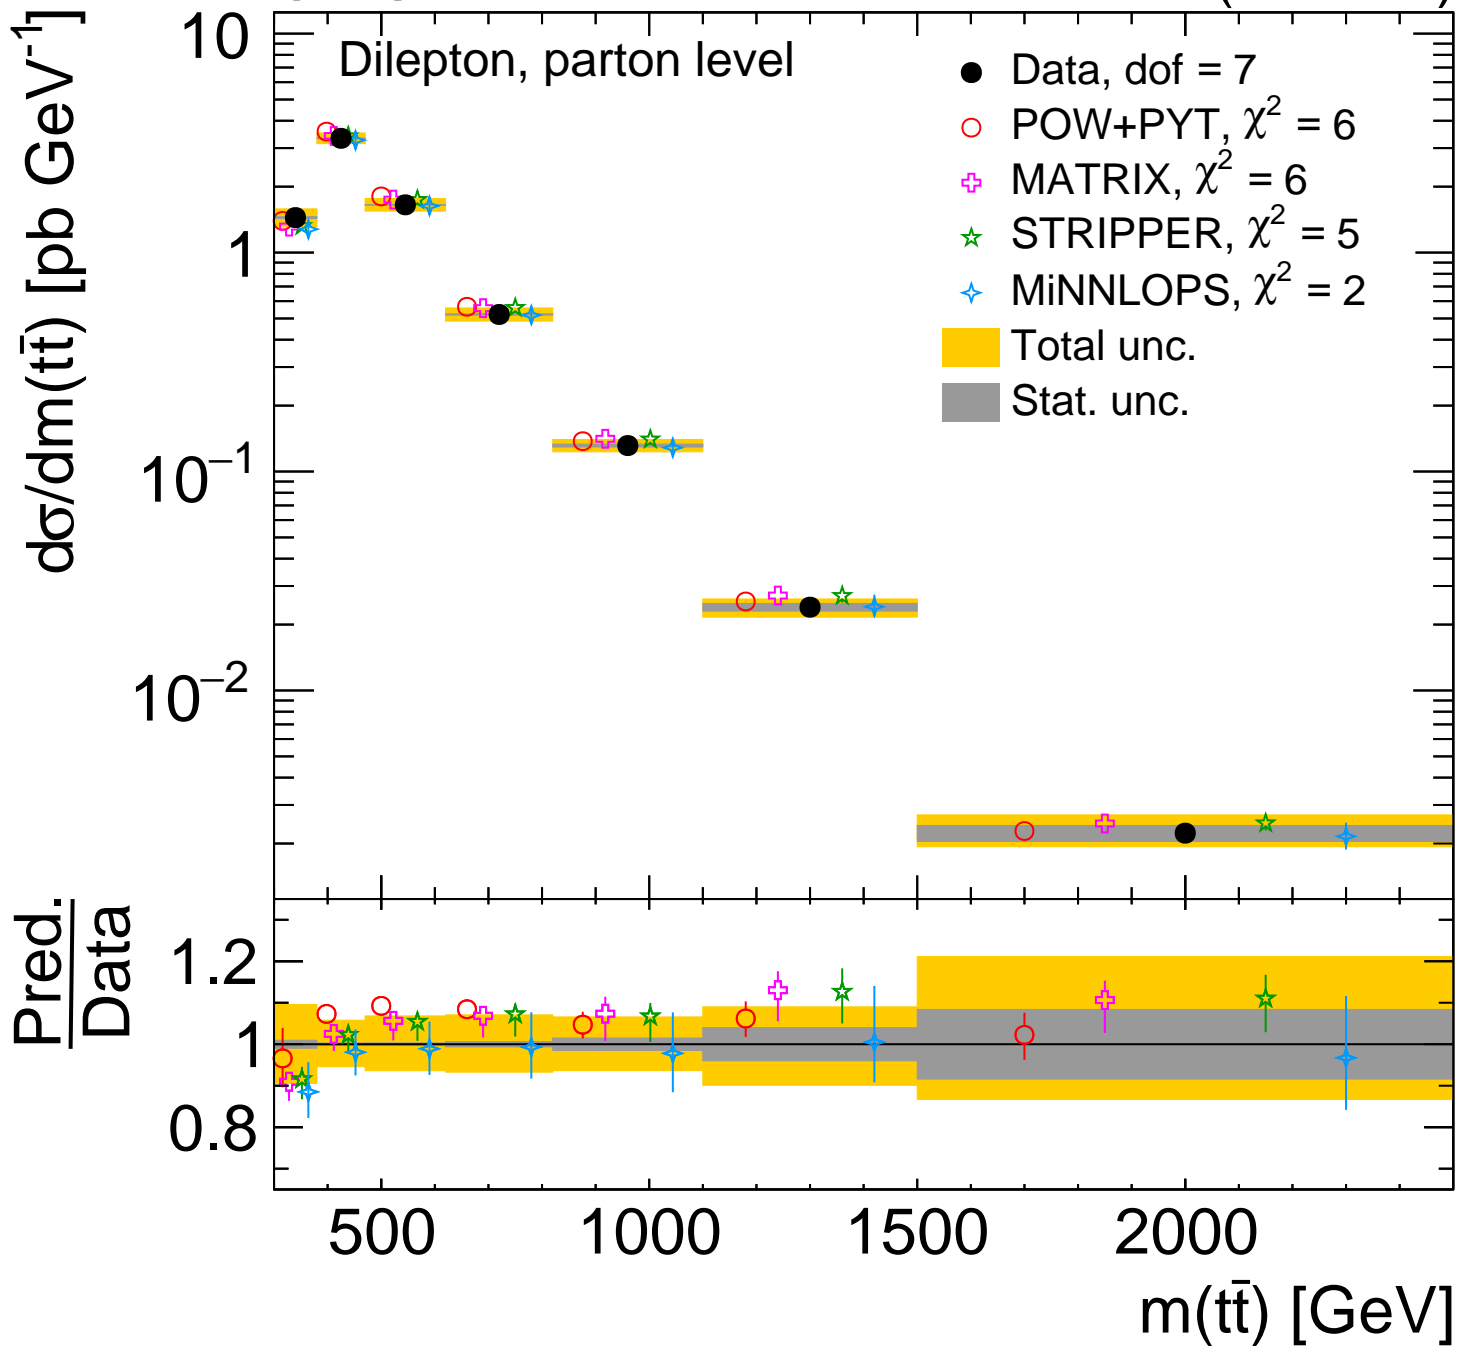 Dilepton, parton level
Data, dof = 7
POW+PYT, χ² = 6
MATRIX, χ² = 6
STRIPPER, χ² = 5
MiNNLOPS, χ² = 2
Total unc.
Stat. unc.
dσ/dm(tt̄) [pb GeV⁻¹]
10
1
10⁻¹
10⁻²
Pred.
Data
1.2
1
0.8
500 1000 1500 2000
m(tt̄) [GeV]